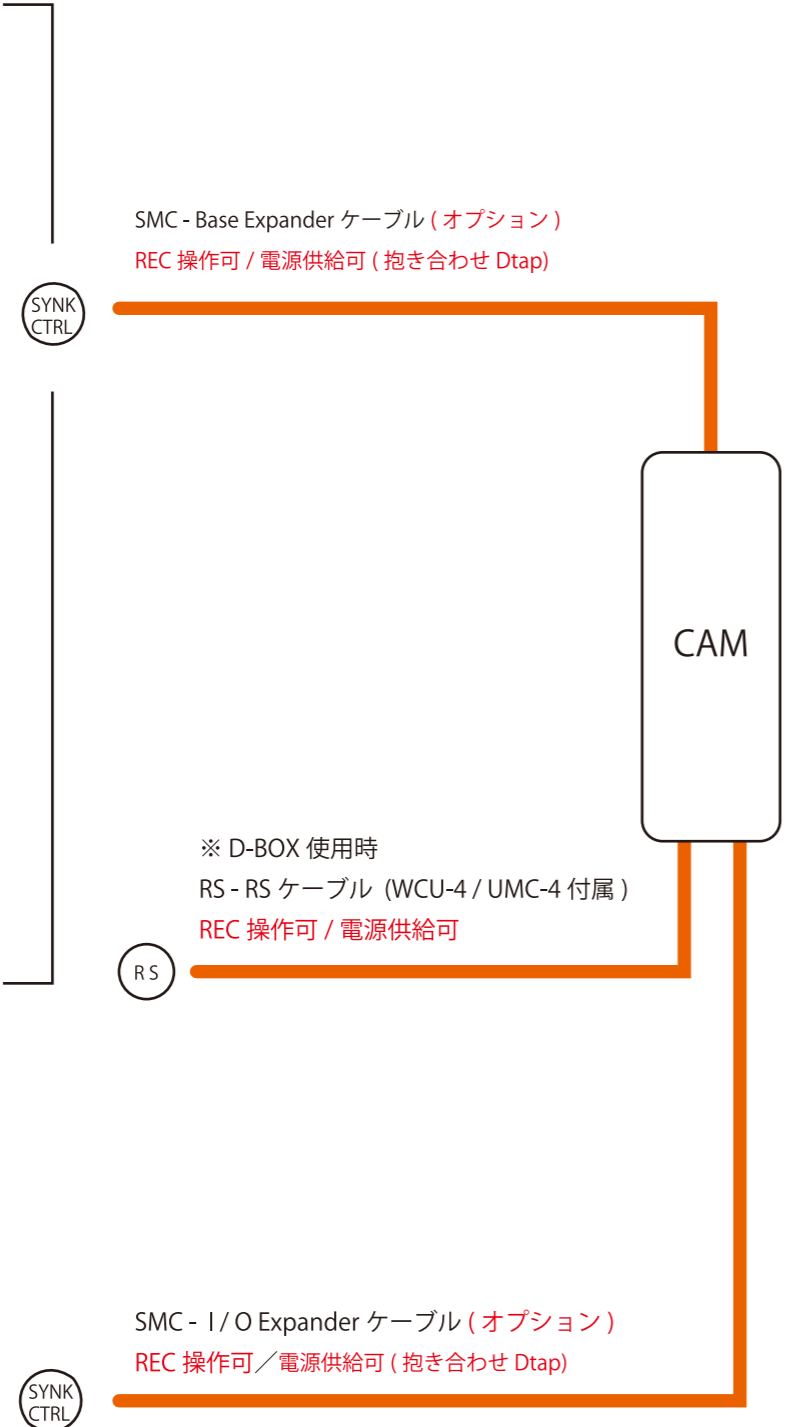 SMC - Base Expander ケーブル ( オプション )
REC 操作可 / 電源供給可 ( 抱き合わせ Dtap)
SYNK
CTRL
CAM
※ D-BOX 使用時
RS - RS ケーブル (WCU-4 / UMC-4 付属 )
REC 操作可 / 電源供給可
R S
SMC - I / O Expander ケーブル ( オプション )
REC 操作可／電源供給可 ( 抱き合わせ Dtap)
SYNK
CTRL